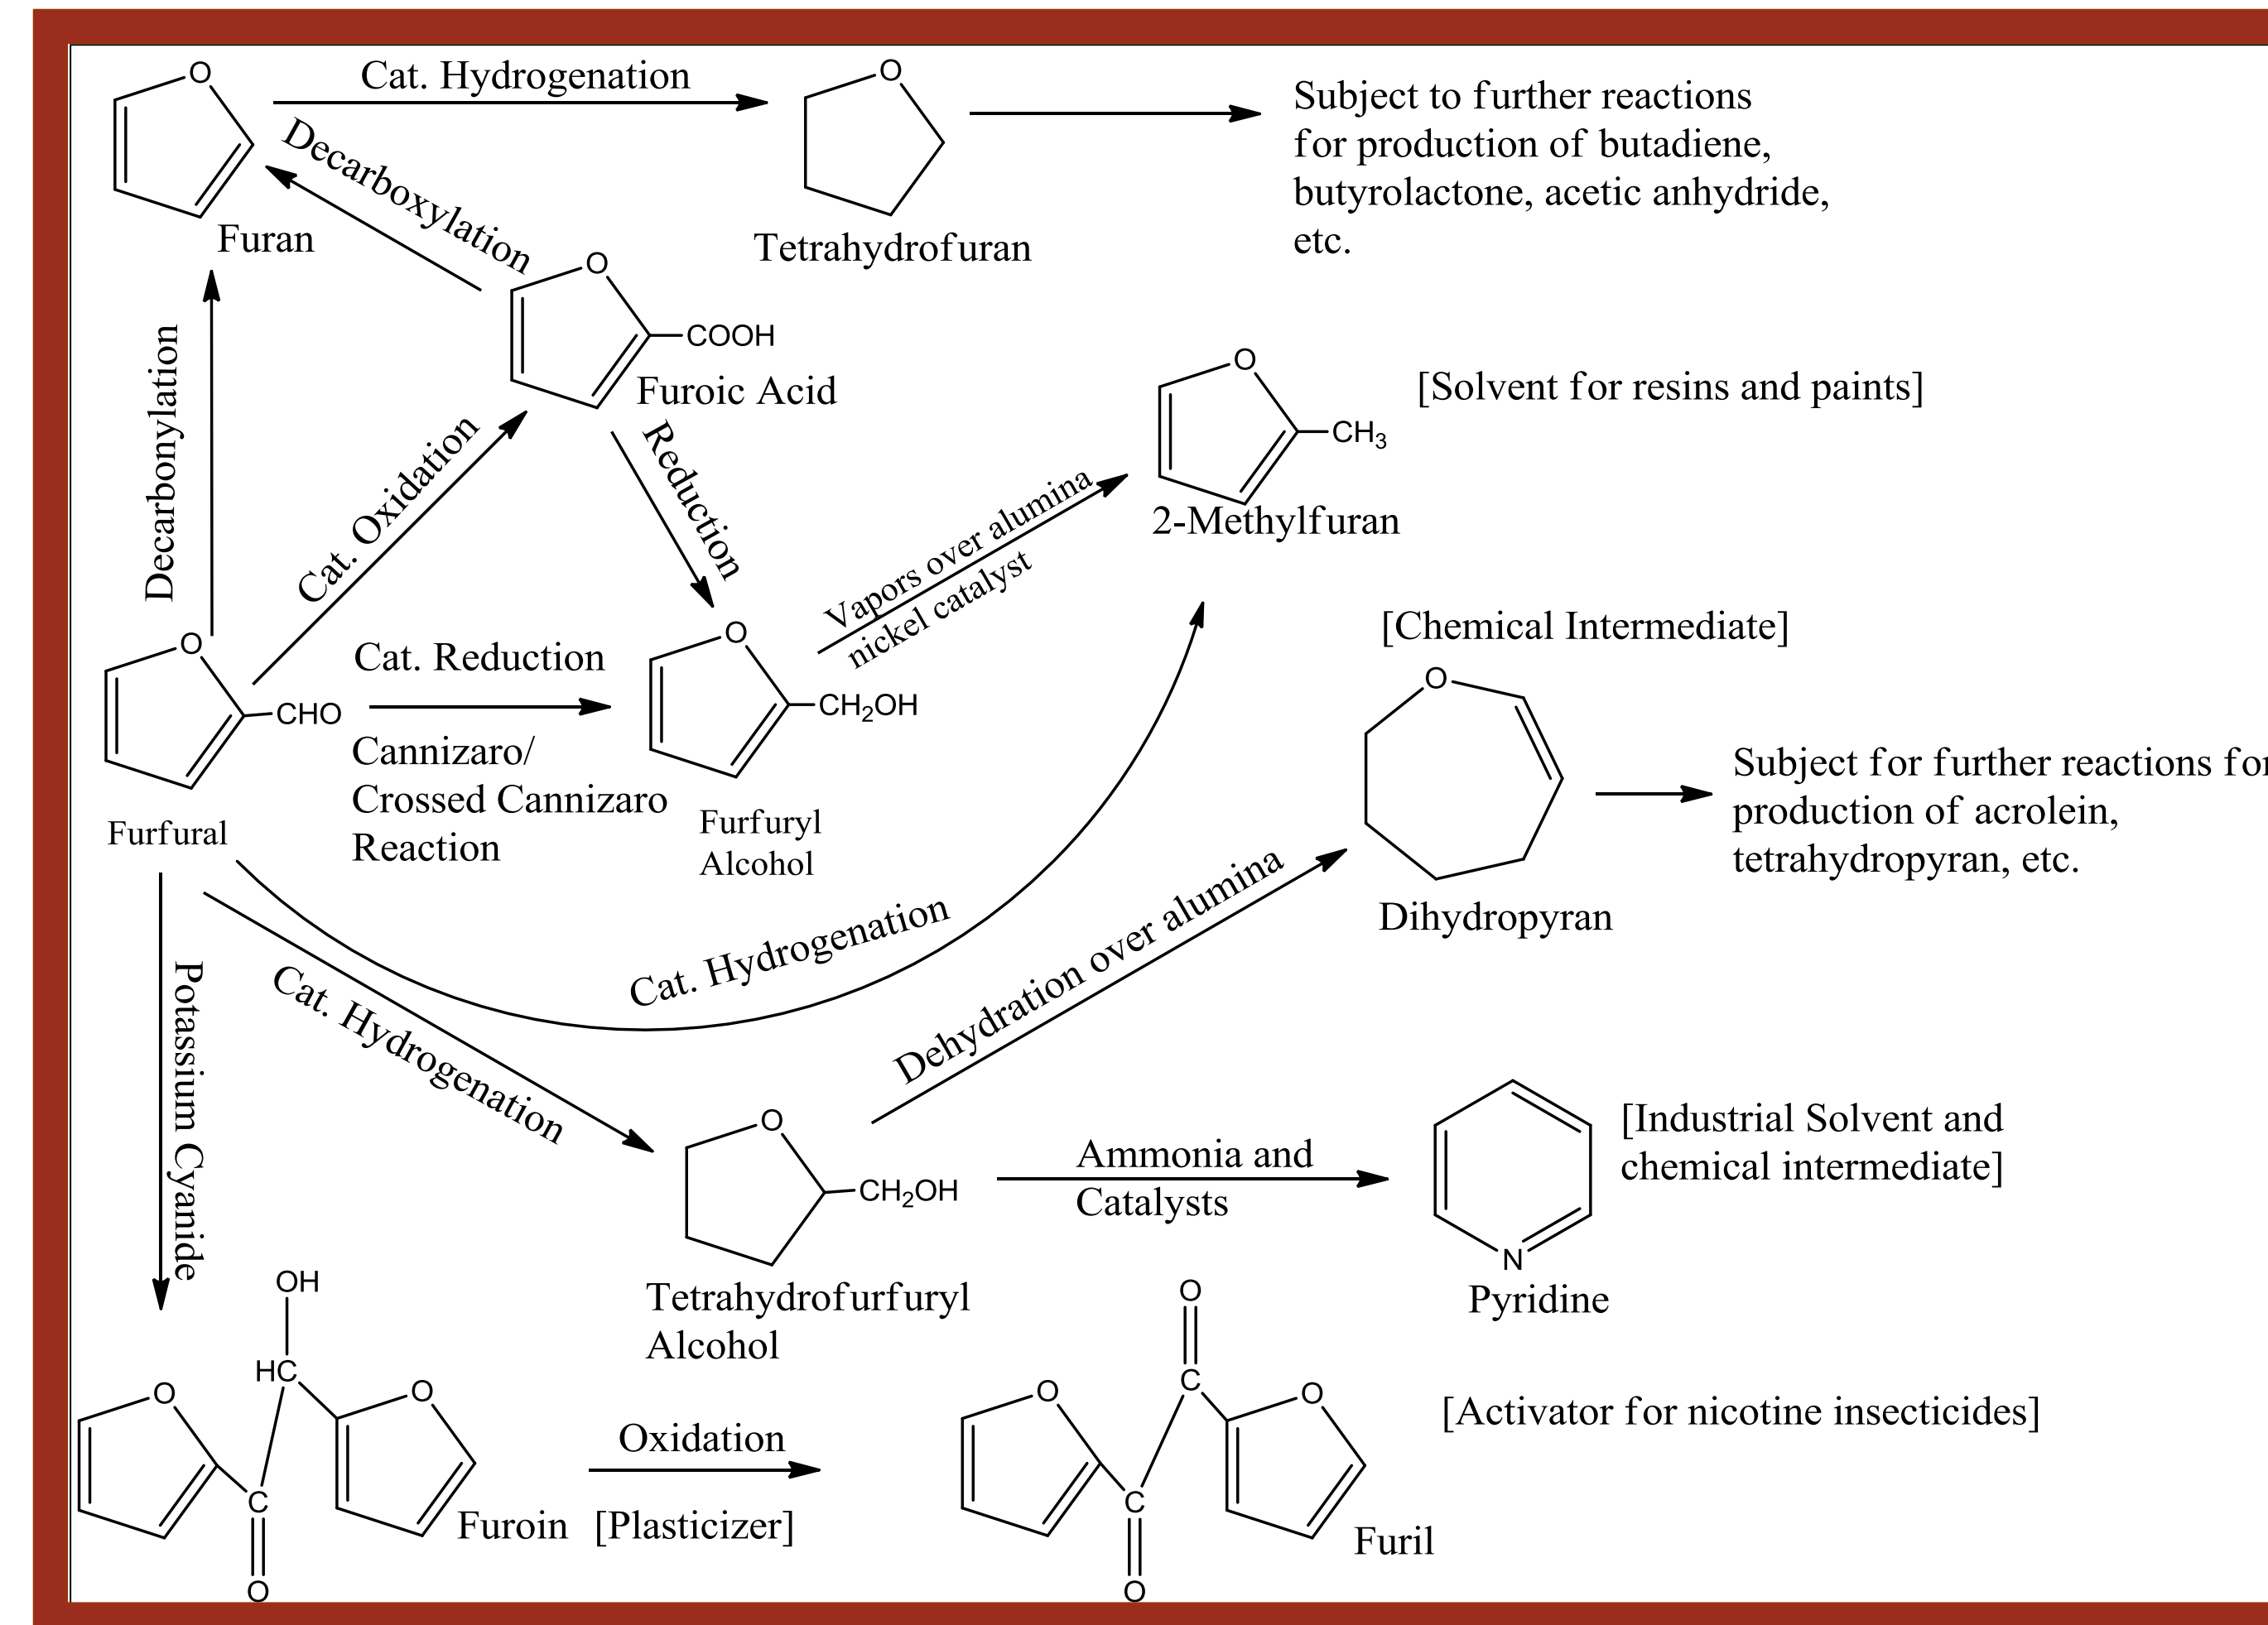 O
Cat. Hydrogenation
O
Subject to further reactions
for production of butadiene,
butyrolactone, acetic anhydride,
etc.
Decarboxylation
Furan
Tetrahydrofuran
O
COOH
Furoic Acid
Decarbonylation
Cat. Oxidation
Reduction
O
CH3
[Solvent for resins and paints]
2-Methylfuran
Vapors over alumina
nickel catalyst
O
CHO
Furfural
Cat. Reduction
Cannizaro/
Crossed Cannizaro
Reaction
O
CH2OH
Furfuryl
Alcohol
[Chemical Intermediate]
O
Dihydropyran
Subject for further reactions for
production of acrolein,
tetrahydropyran, etc.
Cat. Hydrogenation
Cat. Hydrogenation
Dehydration over alumina
Potassium Cyanide
O
CH2OH
Tetrahydrofurfuryl
Alcohol
Ammonia and
Catalysts
N
Pyridine
[Industrial Solvent and
chemical intermediate]
OH
HC
O
O
C
O
Furoin
Oxidation
[Plasticizer]
O
C
O
O
C
O
Furil
[Activator for nicotine insecticides]